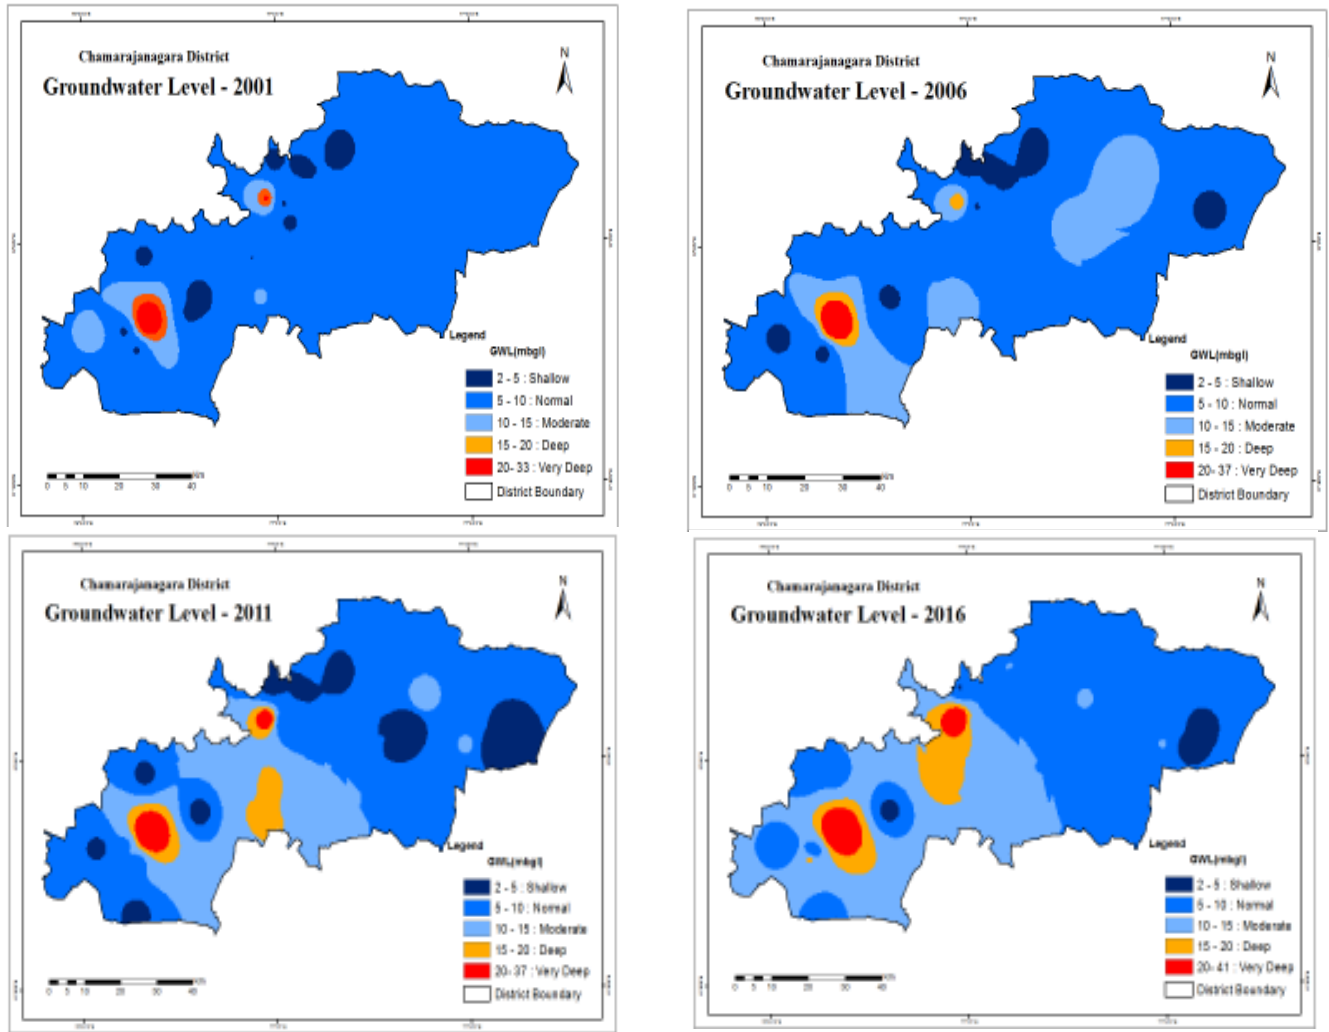 Chamarajanagara District
Groundwater Level - 2001
N
Legend
GWL(mbgl)
2 - 5 : Shallow
5 - 10 : Normal
10 - 15 : Moderate
15 - 20 : Deep
20- 33 : Very Deep
District Boundary
0 5 10 20 30 40
Chamarajanagara District
Groundwater Level - 2006
N
Legend
GWL(mbgl)
2 - 5 : Shallow
5 - 10 : Normal
10 - 15 : Moderate
15 - 20 : Deep
20- 37 : Very Deep
District Boundary
0 5 10 20 30 40
Chamarajanagara District
Groundwater Level - 2011
N
Legend
GWL(mbgl)
2 - 5 : Shallow
5 - 10 : Normal
10 - 15 : Moderate
15 - 20 : Deep
20- 37 : Very Deep
District Boundary
0 5 10 20 30 40
Chamarajanagara District
Groundwater Level - 2016
N
Legend
GWL(mbgl)
2 - 5 : Shallow
5 - 10 : Normal
10 - 15 : Moderate
15 - 20 : Deep
20- 41 : Very Deep
District Boundary
0 5 10 20 30 40